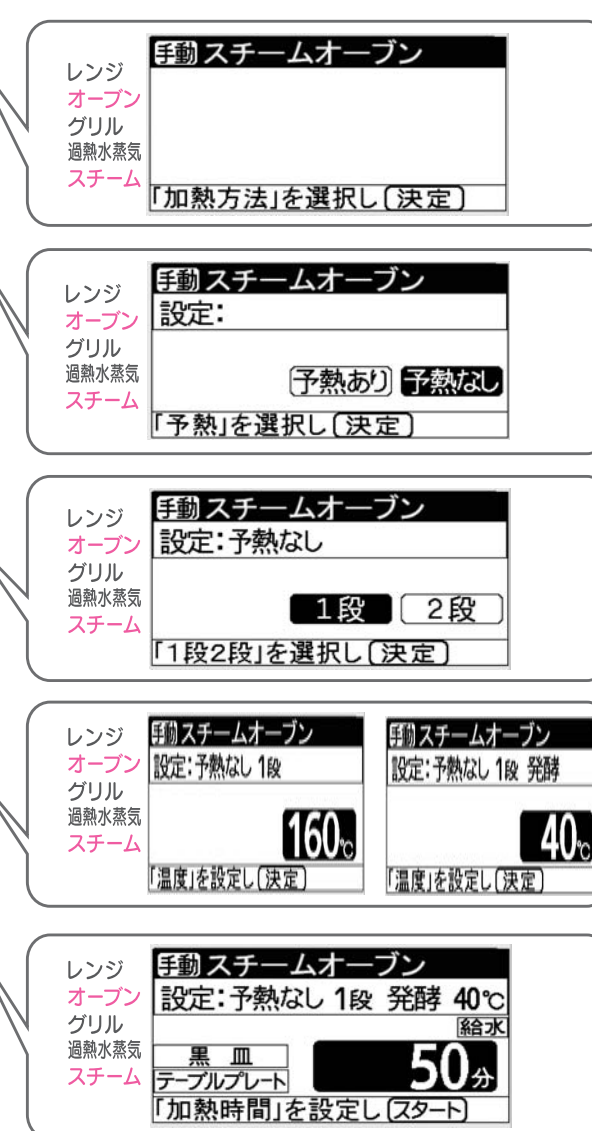 レンジ
オーブン
グリル
過熱水蒸気
スチーム
手動 スチームオーブン
「加熱方法」を選択し 決定
レンジ
オーブン
グリル
過熱水蒸気
スチーム
手動 スチームオーブン
設定:
予熱あり 予熱なし
「予熱」を選択し 決定
レンジ
オーブン
グリル
過熱水蒸気
スチーム
手動 スチームオーブン
設定:予熱なし
1段 2段
「1段2段」を選択し 決定
レンジ
オーブン
グリル
過熱水蒸気
スチーム
手動 スチームオーブン
設定:予熱なし 1段
160℃
「温度」を設定し 決定
手動 スチームオーブン
設定:予熱なし 1段 発酵
40℃
「温度」を設定し 決定
レンジ
オーブン
グリル
過熱水蒸気
スチーム
手動 スチームオーブン
設定:予熱なし 1段 発酵 40℃
給水
黒皿
テーブルプレート
50分
「加熱時間」を設定し スタート